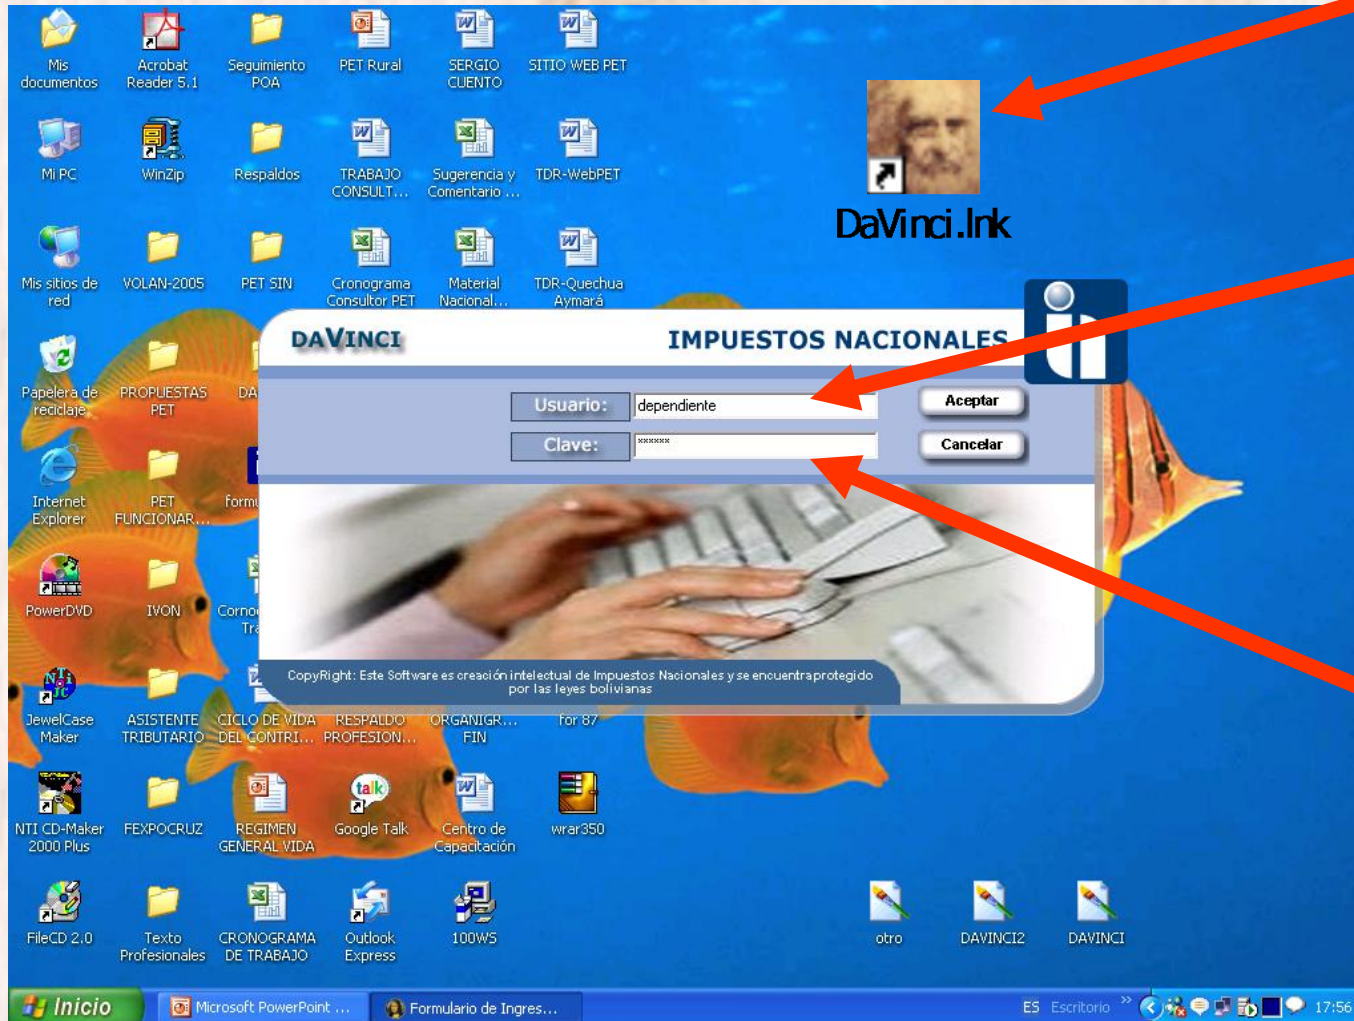 Mis
documentos
Acrobat
Reader 5.1
Seguimiento
POA
PET Rural
SERGIO
CUENTO
SITIO WEB PET
Mi PC
WinZip
Respaldos
TRABAJO
CONSULT...
Sugerencia y
Comentario ...
TDR-WebPET
DaVinci.lnk
Mis sitios de
red
VOLAN-2005
PET SIN
Cronograma
Consultor PET
Material
Nacional...
TDR-Quechua
Aymará
DAVINCI
IMPUESTOS NACIONALES
Papelera de
reciclaje
PROPUESTAS
PET
DA
Usuario:
dependiente
Aceptar
Clave:
xxxxxx
Cancelar
Internet
Explorer
PET
FUNCIONAR...
formu
PowerDVD
IVON
Corno
Tra
CopyRight: Este Software es creación intelectual de Impuestos Nacionales y se encuentra protegido
por las leyes bolivianas
JewelCase
Maker
ASISTENTE
TRIBUTARIO
CICLO DE VIDA
DEL CONTRI...
RESPALDO
PROFESION...
ORGANIGR...
FIN
for 87
NTI CD-Maker
2000 Plus
FEXPOCRUZ
REGIMEN
GENERAL VIDA
talk
Google Talk
Centro de
Capacitación
wrar350
FileCD 2.0
Texto
Profesionales
CRONOGRAMA
DE TRABAJO
Outlook
Express
100WS
otro
DAVINCI2
DAVINCI
Inicio
Microsoft PowerPoint ...
Formulario de Ingres...
ES
Escritorio
»
17:56